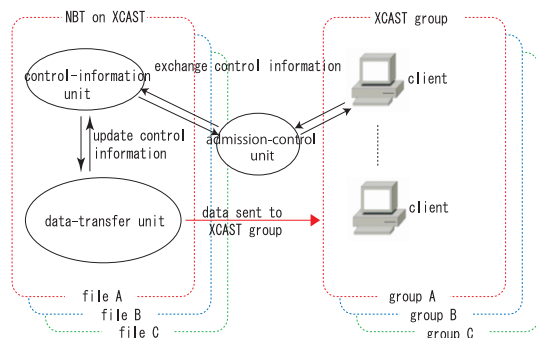 NBT on XCAST
XCAST group
exchange control information
control-information
unit
client
admission-control
unit
update control
information
data-transfer unit
data sent to
XCAST group
client
file A
file B
file C
group A
group B
group C